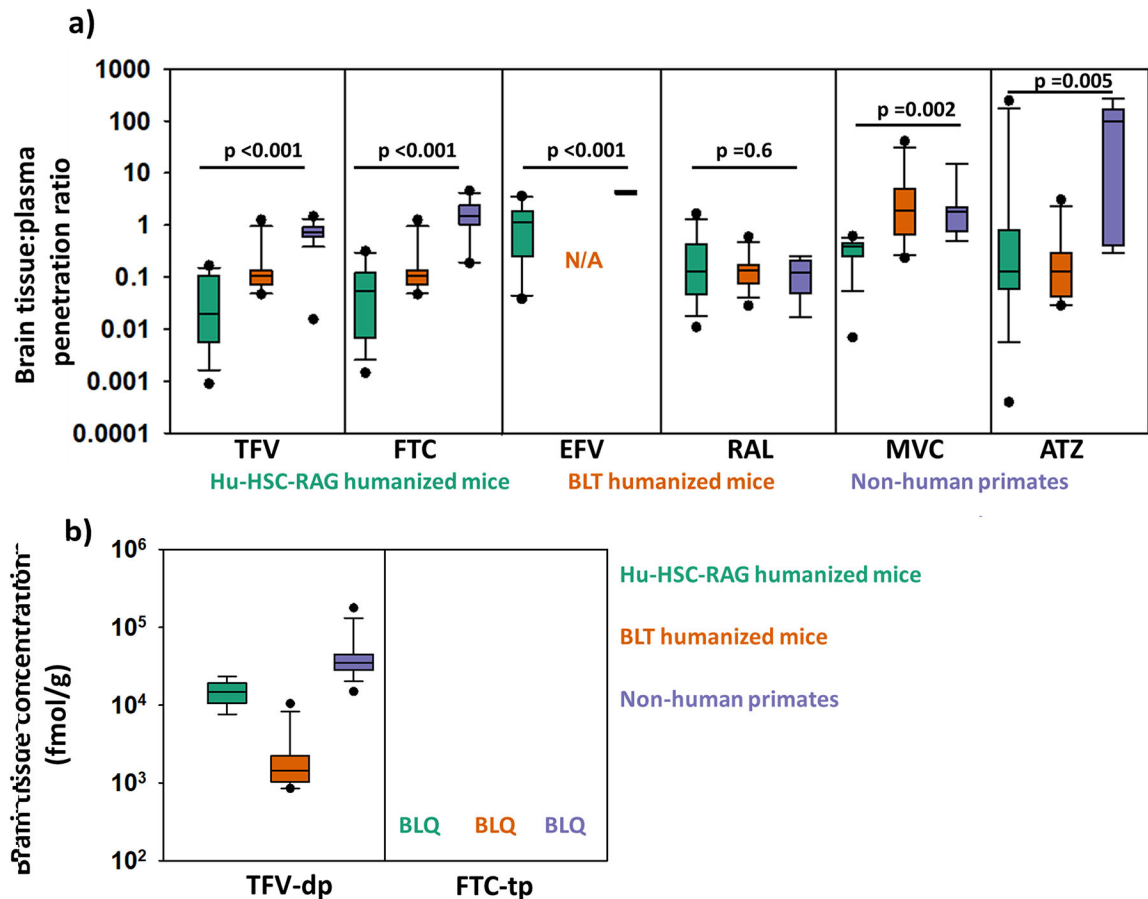 a)
Brain tissue:plasma
penetration ratio
1000
100
10
1
0.1
0.01
0.001
0.0001
p <0.001
p <0.001
p <0.001
p =0.6
p =0.002
p =0.005
N/A
TFV FTC EFV RAL MVC ATZ
Hu-HSC-RAG humanized mice BLT humanized mice Non-human primates
b)
Brain tissue concentration
(fmol/g)
10⁶
10⁵
10⁴
10³
10²
BLQ BLQ BLQ
TFV-dp FTC-tp
Hu-HSC-RAG humanized mice
BLT humanized mice
Non-human primates